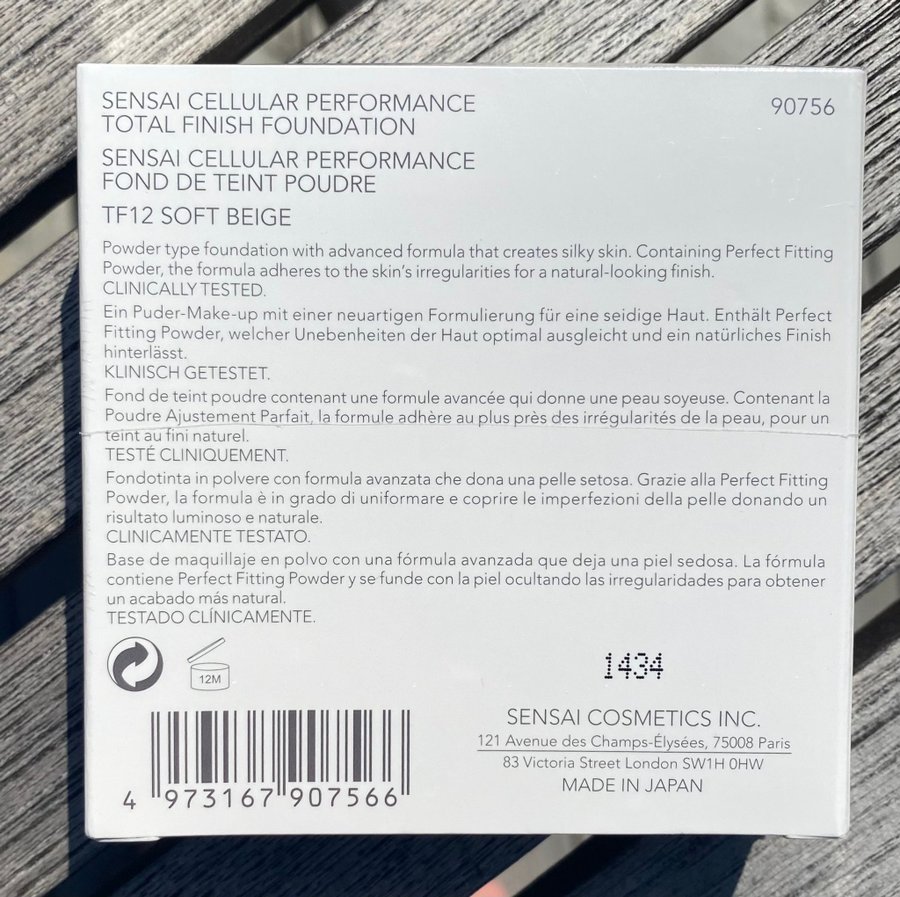 SENSAI CELLULAR PERFORMANCE
90756
TOTAL FINISH FOUNDATION
SENSAI CELLULAR PERFORMANCE
FOND DE TEINT POUDRE
TF12 SOFT BEIGE
Powder type foundation with advanced formula that creates silky skin. Containing Perfect Fitting
Powder, the formula adheres to the skin's irregularities for a natural-looking finish.
CLINICALLY TESTED.
Ein Puder-Make-up mit einer neuartigen Formulierung für eine seidige Haut. Enthält Perfect
Fitting Powder, welcher Unebenheiten der Haut optimal ausgleicht und ein natürliches Finish
hinterlässt.
KLINISCH GETESTET.
Fond de teint poudre contenant une formule avancée qui donne une peau soyeuse. Contenant la
Poudre Ajustement Parfait, la formule adhère au plus près des irrégularités de la peau, pour un
teint au fini naturel.
TESTÉ CLINIQUEMENT.
Fondotinta in polvere con formula avanzata che dona una pelle setosa. Grazie alla Perfect Fitting
Powder, la formula è in grado di uniformare e coprire le imperfezioni della pelle donando un
risultato luminoso e naturale.
CLINICAMENTE TESTATO.
Base de maquillaje en polvo con una fórmula avanzada que deja una piel sedosa. La fórmula
contiene Perfect Fitting Powder y se funde con la piel ocultando las irregularidades para obtener
un acabado más natural.
TESTADO CLÍNICAMENTE.
12M
1434
SENSAI COSMETICS INC.
121 Avenue des Champs-Élysées, 75008 Paris
83 Victoria Street London SW1H 0HW
MADE IN JAPAN
4 973167 907566